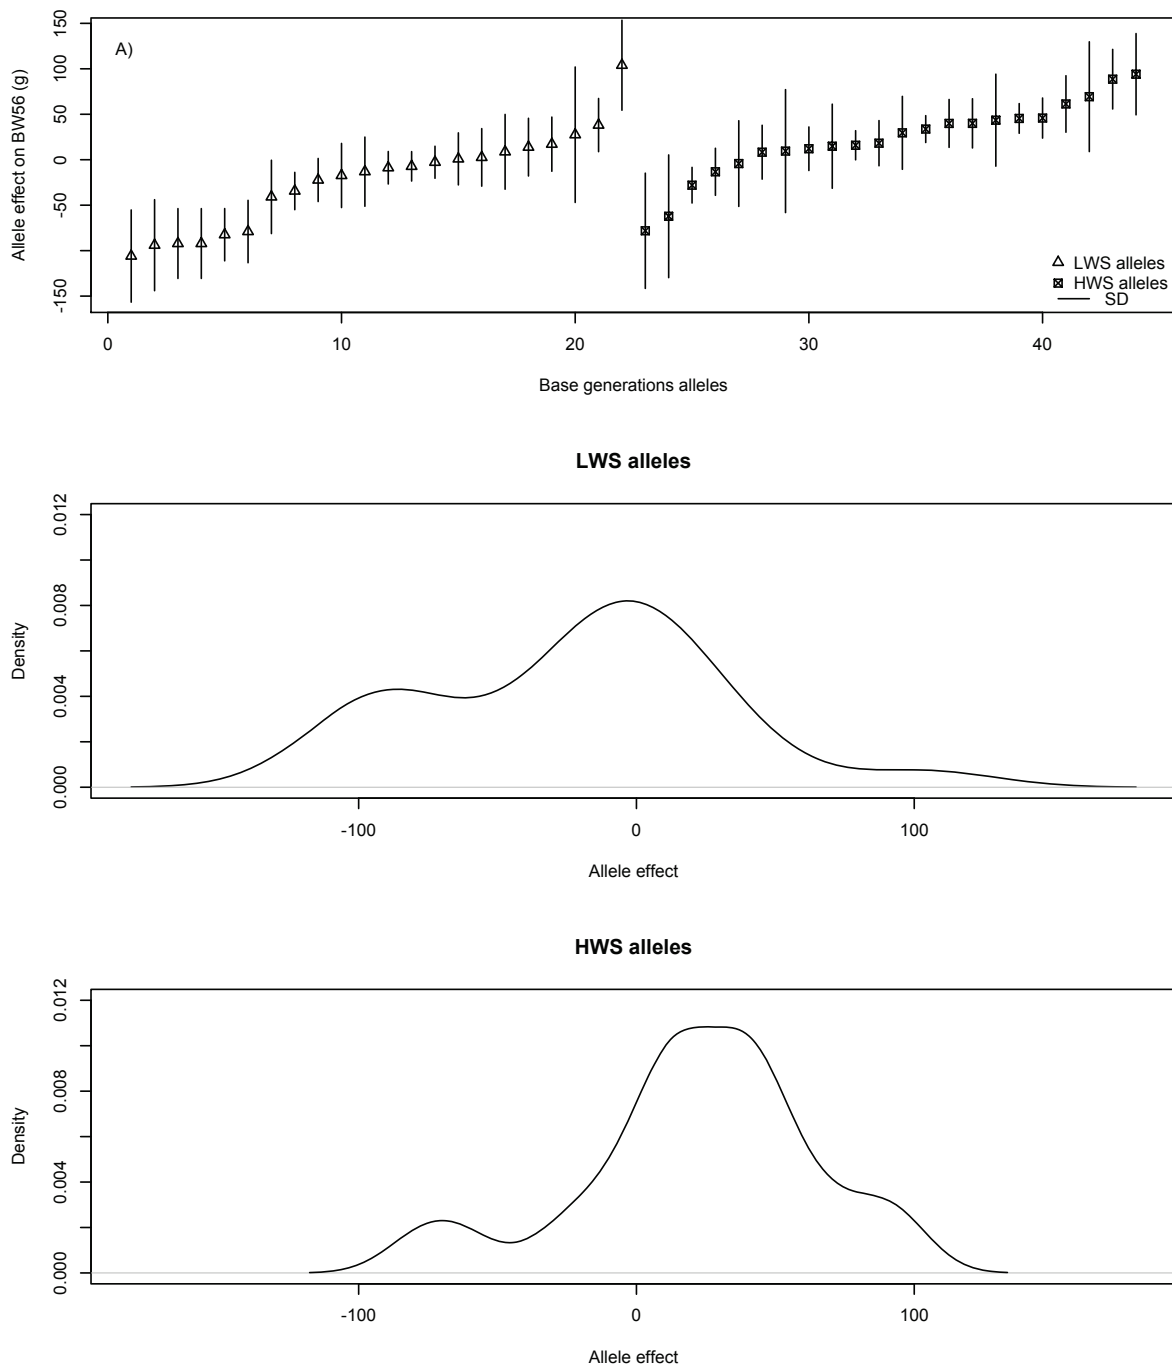 A)
Allele effect on BW56 (g)
150
100
50
0
-50
-150
LWS alleles
HWS alleles
SD
0 10 20 30 40
Base generations alleles
LWS alleles
Density
0.012
0.008
0.004
0.000
-100 0 100
Allele effect
HWS alleles
Density
0.012
0.008
0.004
0.000
-100 0 100
Allele effect